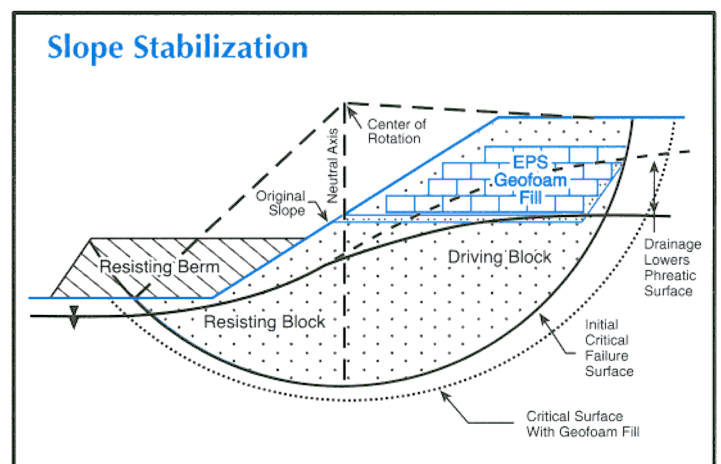 Slope Stabilization
Center of
Rotation
Neutral Axis
EPS
Geofoam
Fill
Original
Slope
Resisting Berm
Driving Block
Drainage
Lowers
Phreatic
Surface
Resisting Block
Initial
Critical
Failure
Surface
Critical Surface
With Geofoam Fill